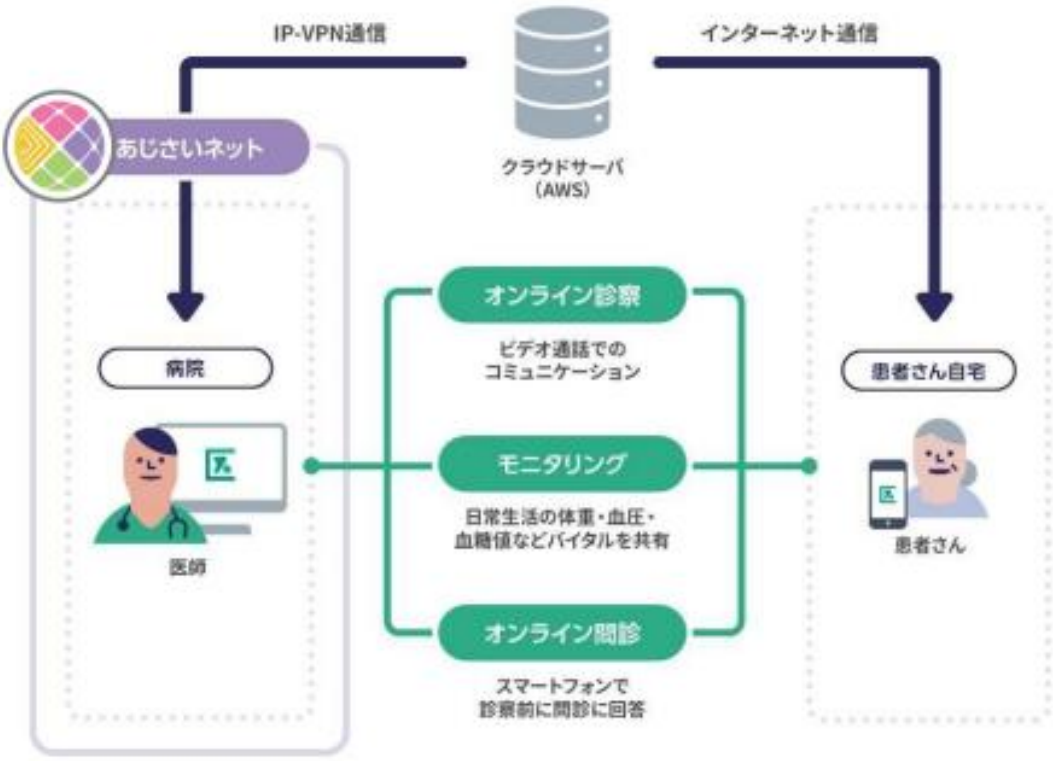 IP-VPN通信
インターネット通信
クラウドサーバ
（AWS）
あじさいネット
オンライン診察
ビデオ通話での
コミュニケーション
病院
患者さん自宅
モニタリング
日常生活の体重・血圧・
血糖値などバイタルを共有
医師
患者さん
オンライン問診
スマートフォンで
診察前に問診に回答